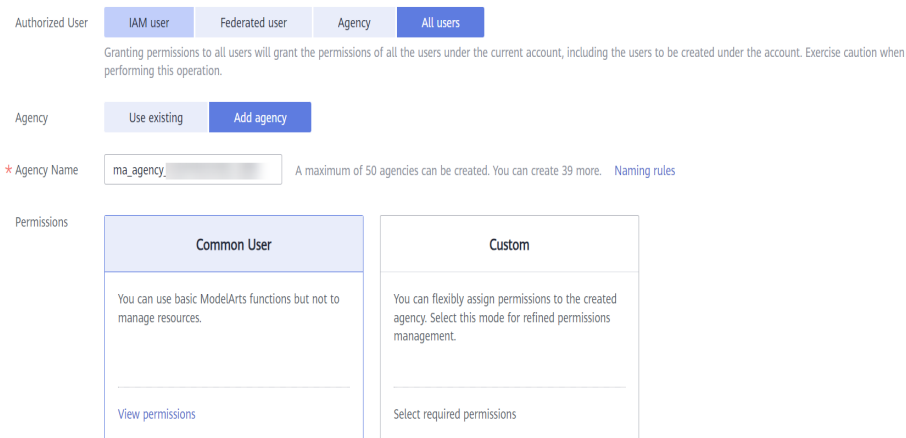 Authorized User IAM user Federated user Agency All users
Granting permissions to all users will grant the permissions of all the users under the current account, including the users to be created under the account. Exercise caution when
performing this operation.
Agency Use existing Add agency
* Agency Name ma_agency_ A maximum of 50 agencies can be created. You can create 39 more. Naming rules
Permissions
Common User Custom
You can use basic ModelArts functions but not to
manage resources.
You can flexibly assign permissions to the created
agency. Select this mode for refined permissions
management.
View permissions Select required permissions